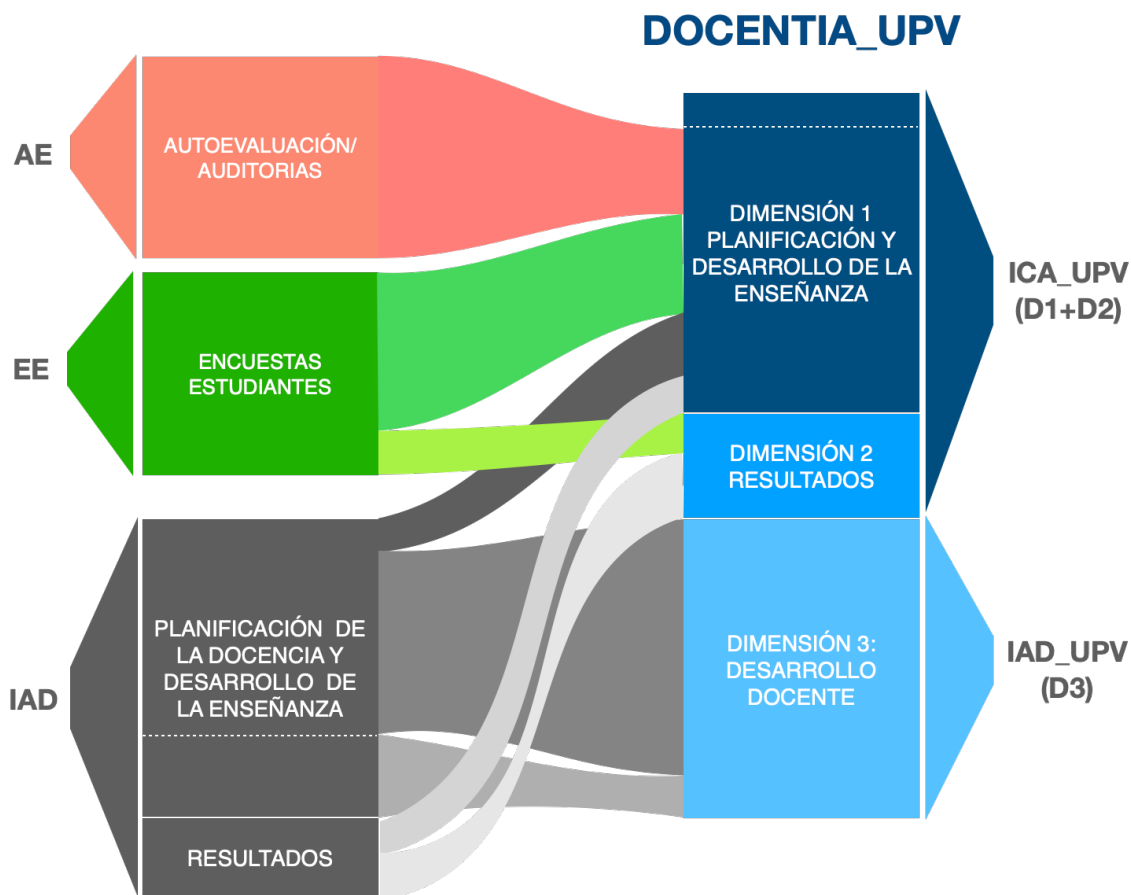 DOCENTIA_UPV
AE
AUTOEVALUACIÓN/
AUDITORIAS
EE
ENCUESTAS
ESTUDIANTES
IAD
PLANIFICACIÓN DE
LA DOCENCIA Y
DESARROLLO DE
LA ENSEÑANZA
RESULTADOS
DIMENSIÓN 1
PLANIFICACIÓN Y
DESARROLLO DE LA
ENSEÑANZA
DIMENSIÓN 2
RESULTADOS
DIMENSIÓN 3:
DESARROLLO
DOCENTE
ICA_UPV
(D1+D2)
IAD_UPV
(D3)